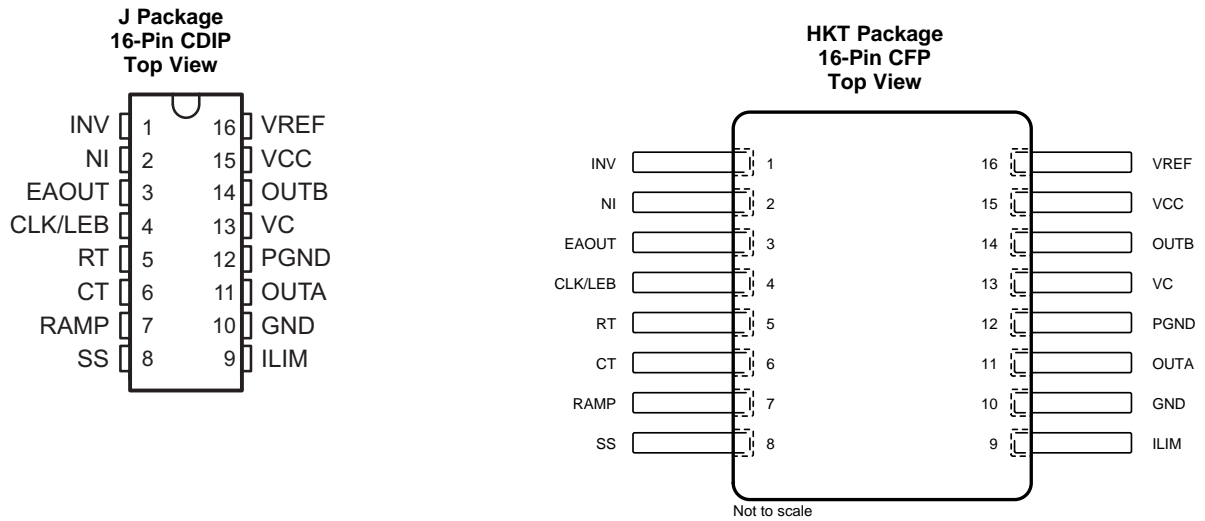 J Package
16-Pin CDIP
Top View
INV 1 16 VREF
NI 2 15 VCC
EAOUT 3 14 OUTB
CLK/LEB 4 13 VC
RT 5 12 PGND
CT 6 11 OUTA
RAMP 7 10 GND
SS 8 9 ILIM
HKT Package
16-Pin CFP
Top View
INV 1 16 VREF
NI 2 15 VCC
EAOUT 3 14 OUTB
CLK/LEB 4 13 VC
RT 5 12 PGND
CT 6 11 OUTA
RAMP 7 10 GND
SS 8 9 ILIM
Not to scale